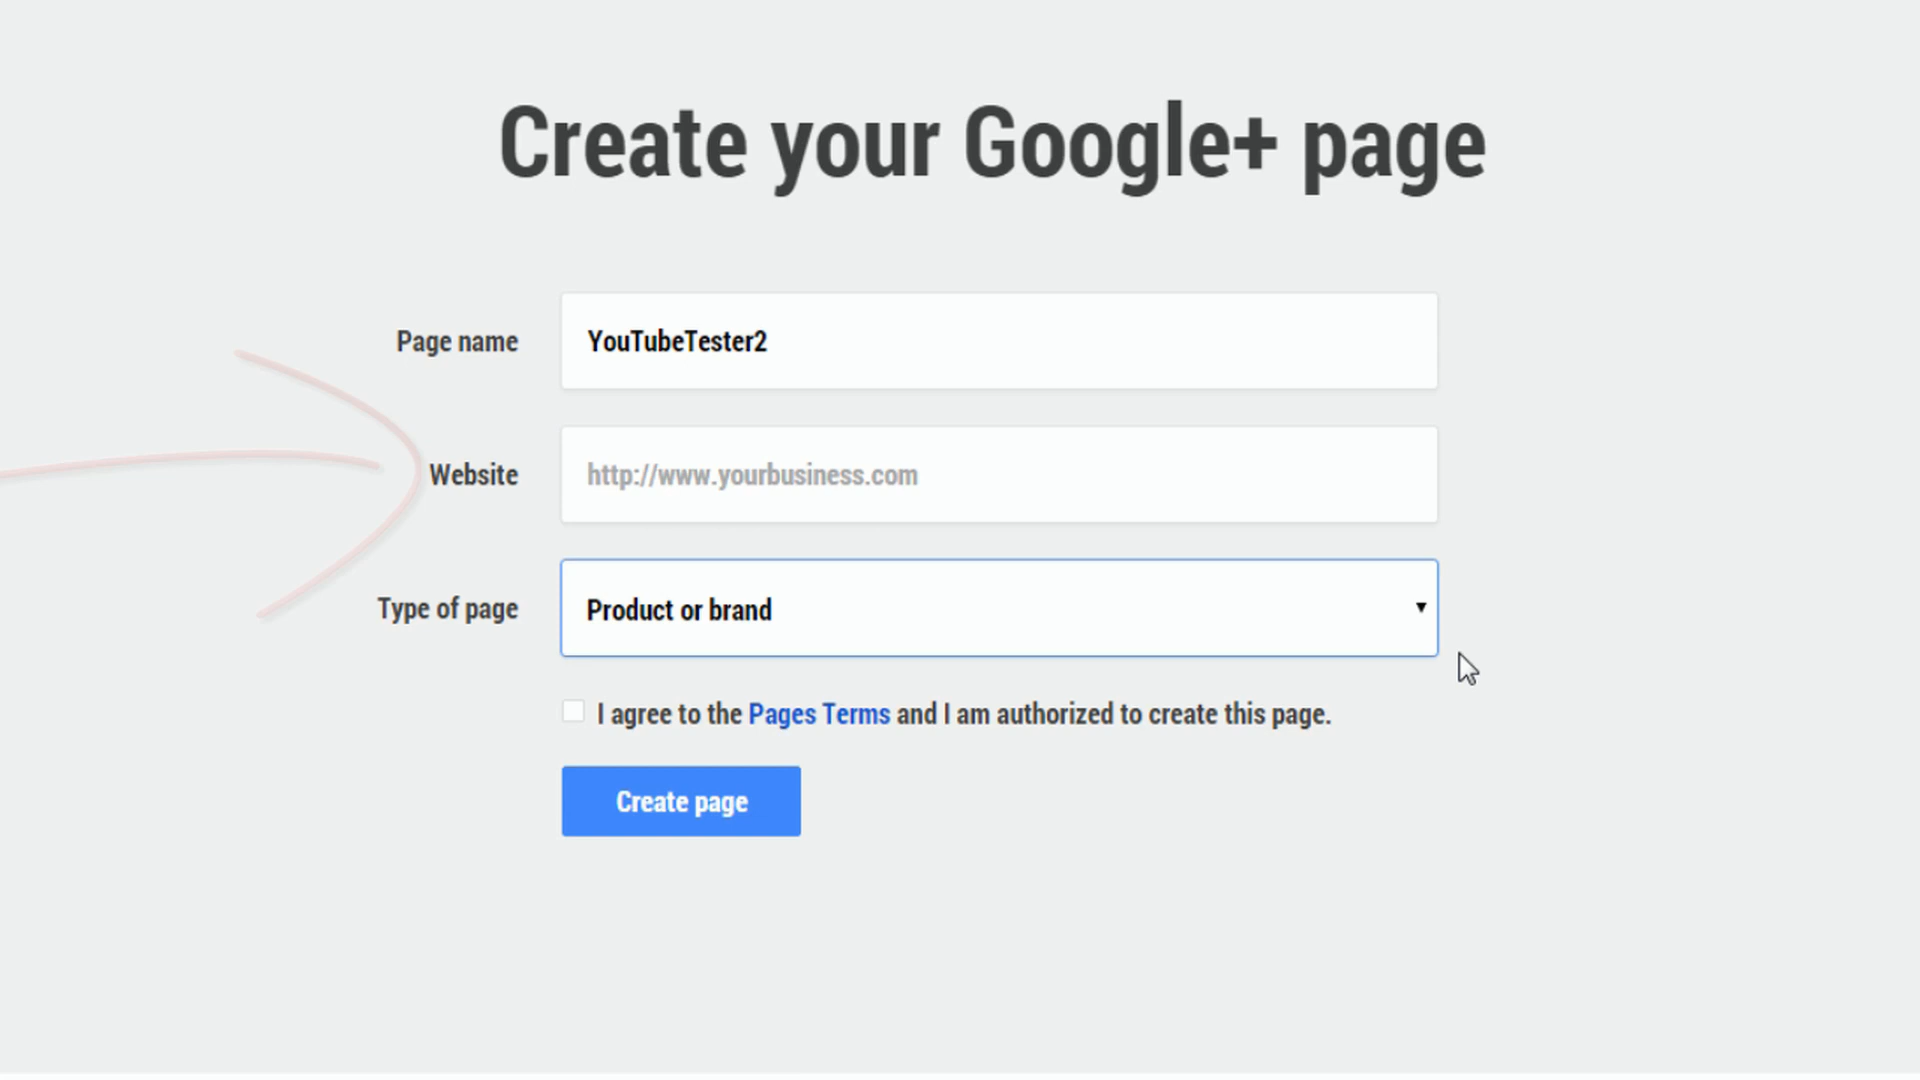 Create your Google+ page
Page name
YouTubeTester2
Website
http://www.yourbusiness.com
Type of page
Product or brand
I agree to the Pages Terms and I am authorized to create this page.
Create page